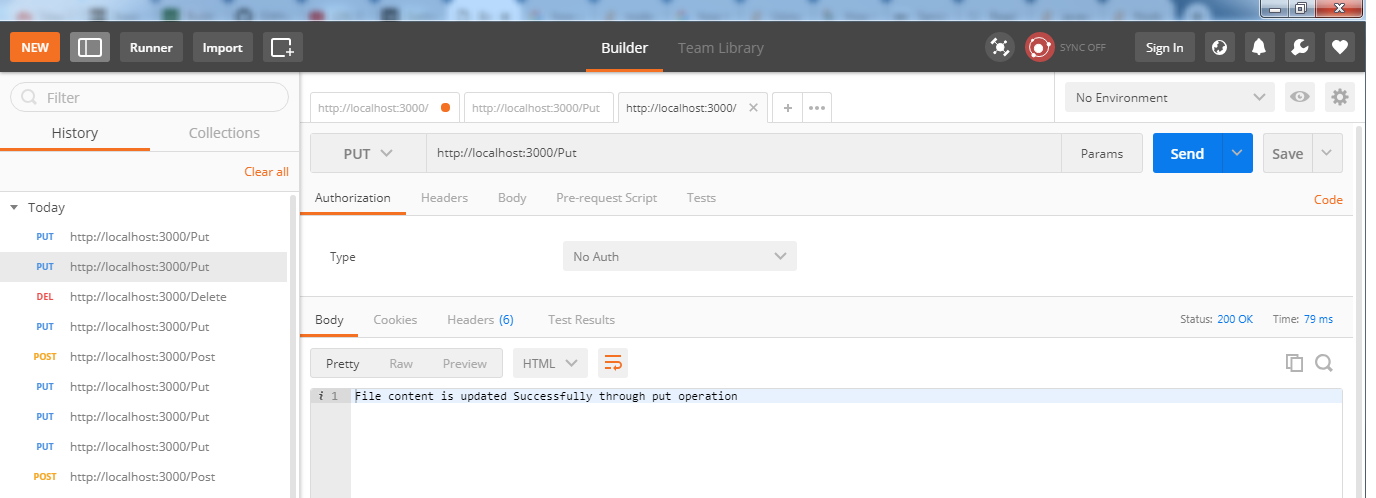 NEW Runner Import Builder Team Library SYNC OFF Sign In
Filter
History Collections
Clear all
Today
PUT http://localhost:3000/Put
PUT http://localhost:3000/Put
DEL http://localhost:3000/Delete
PUT http://localhost:3000/Put
POST http://localhost:3000/Post
PUT http://localhost:3000/Put
PUT http://localhost:3000/Put
PUT http://localhost:3000/Put
POST http://localhost:3000/Post
http://localhost:3000/ http://localhost:3000/Put http://localhost:3000/ No Environment
PUT http://localhost:3000/Put Params Send Save
Authorization Headers Body Pre-request Script Tests Code
Type No Auth
Body Cookies Headers (6) Test Results Status: 200 OK Time: 79 ms
Pretty Raw Preview HTML
i 1 File content is updated Successfully through put operation